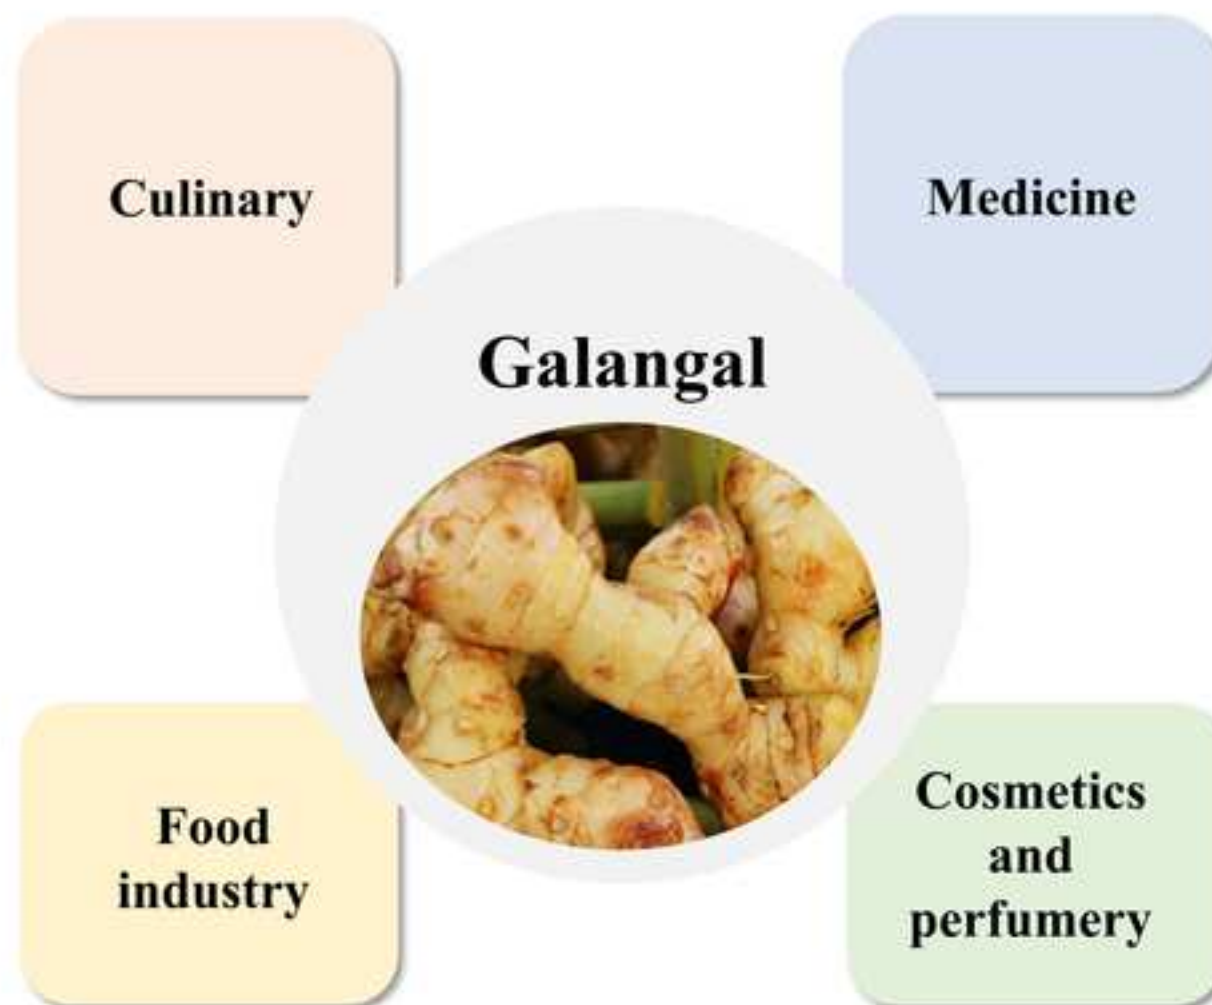 Culinary
Medicine
Galangal
Food
industry
Cosmetics
and
perfumery